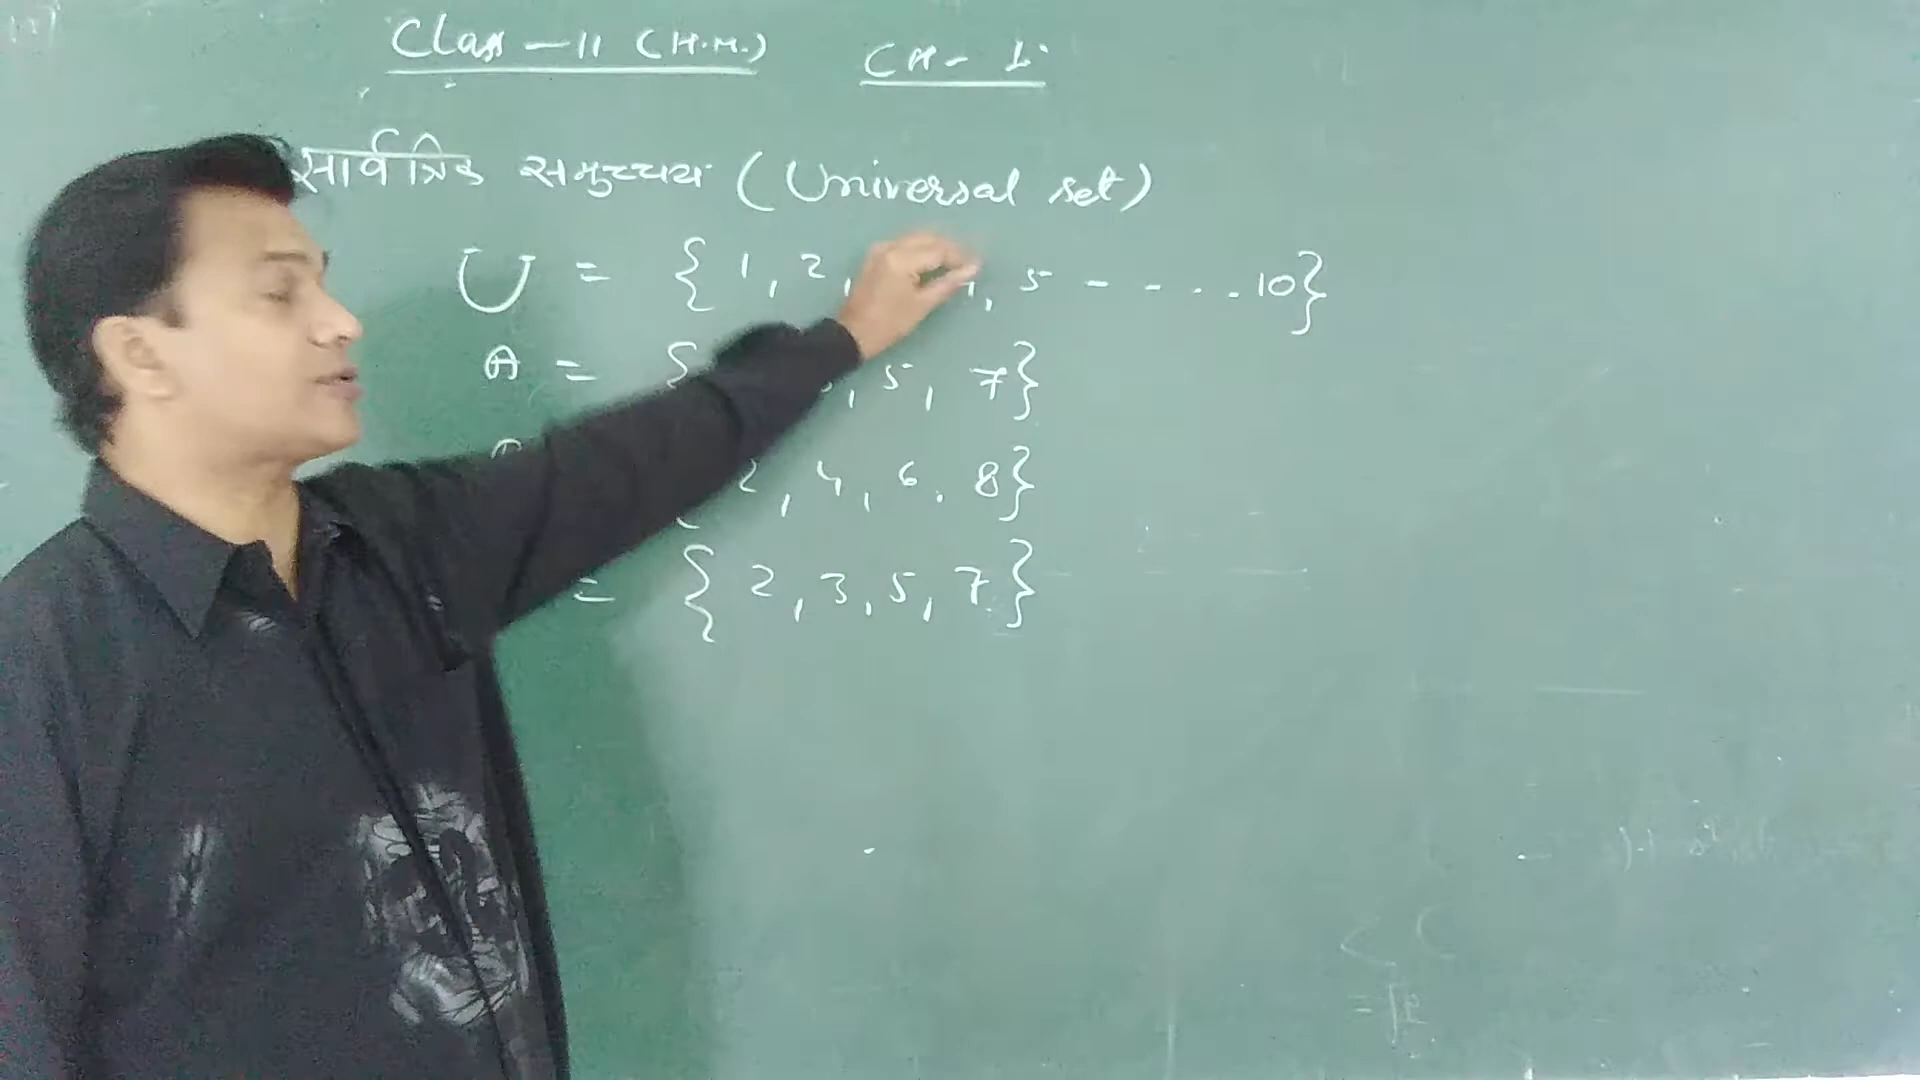 Class - 11 (H.M.) CH - 1
सार्वत्रिक समुच्चय (Universal set)
U = { 1, 2, , 5 - - - . . 10}
A = { , 5, 7}
2, 4, 6. 8}
= { 2, 3, 5, 7}